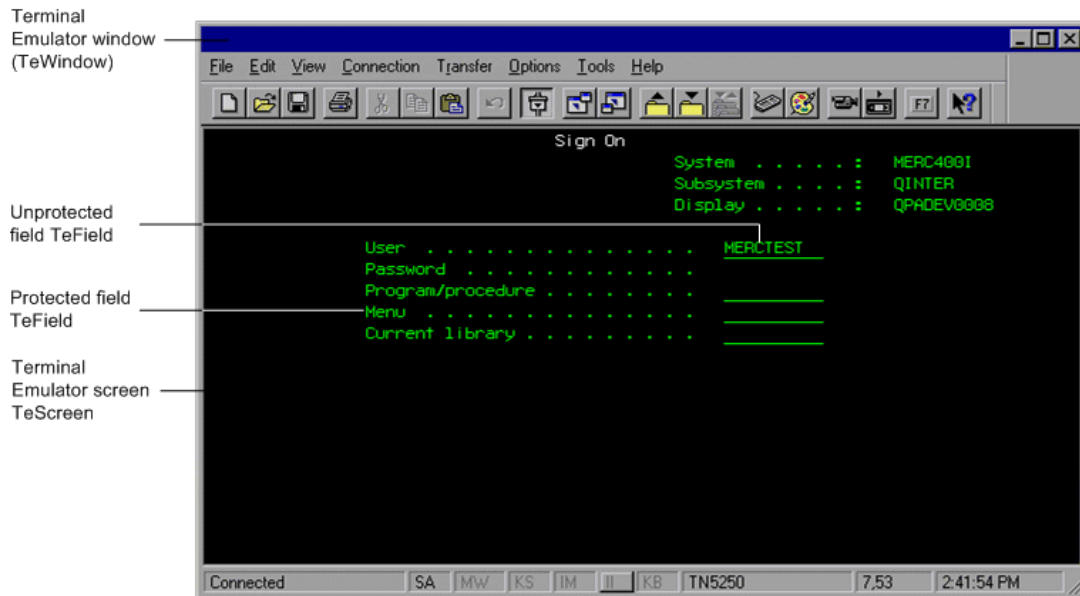 Terminal
Emulator window
(TeWindow)
File Edit View Connection Transfer Options Tools Help
F7
Sign On
System . . . . . : MERC400I
Subsystem . . . . : QINTER
Display . . . . . : QPADEV0008
Unprotected
field TeField
User . . . . . . . . . . . . . . MERCTEST
Password . . . . . . . . . . . .
Program/procedure . . . . . . . .
Protected field
TeField
Menu . . . . . . . . . . . . . .
Current library . . . . . . . . .
Terminal
Emulator screen
TeScreen
Connected SA MW KS IM II KB TN5250 7,53 2:41:54 PM